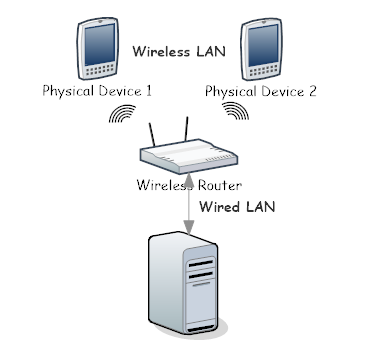 Wireless LAN
Physical Device 1
Physical Device 2
Wireless Router
Wired LAN